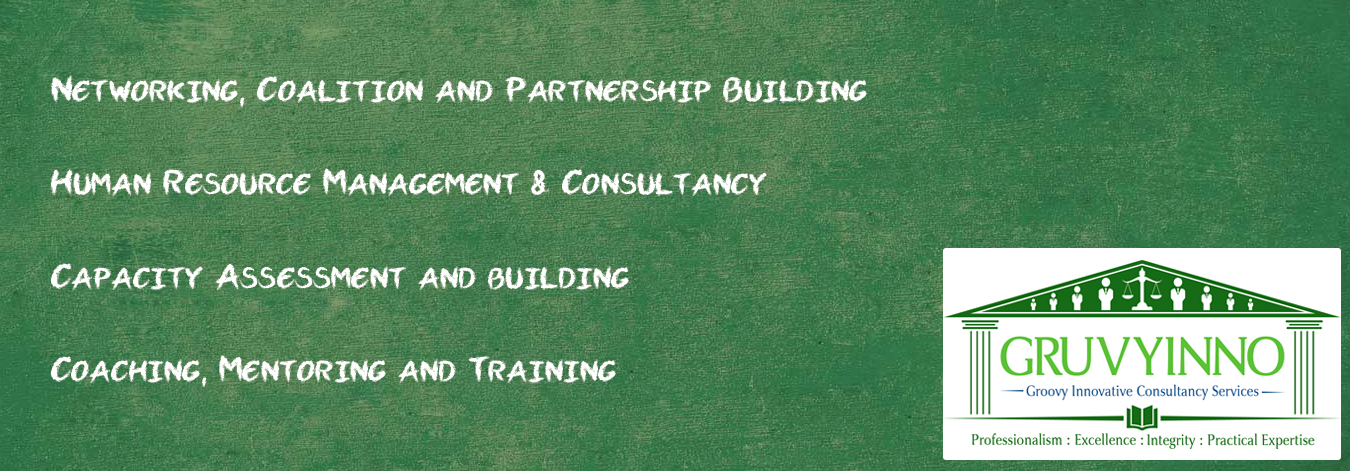 Networking, Coalition and Partnership Building
Human Resource Management & Consultancy
Capacity Assessment and building
Coaching, Mentoring and Training
GRUVYINNO
Groovy Innovative Consultancy Services
Professionalism : Excellence : Integrity : Practical Expertise